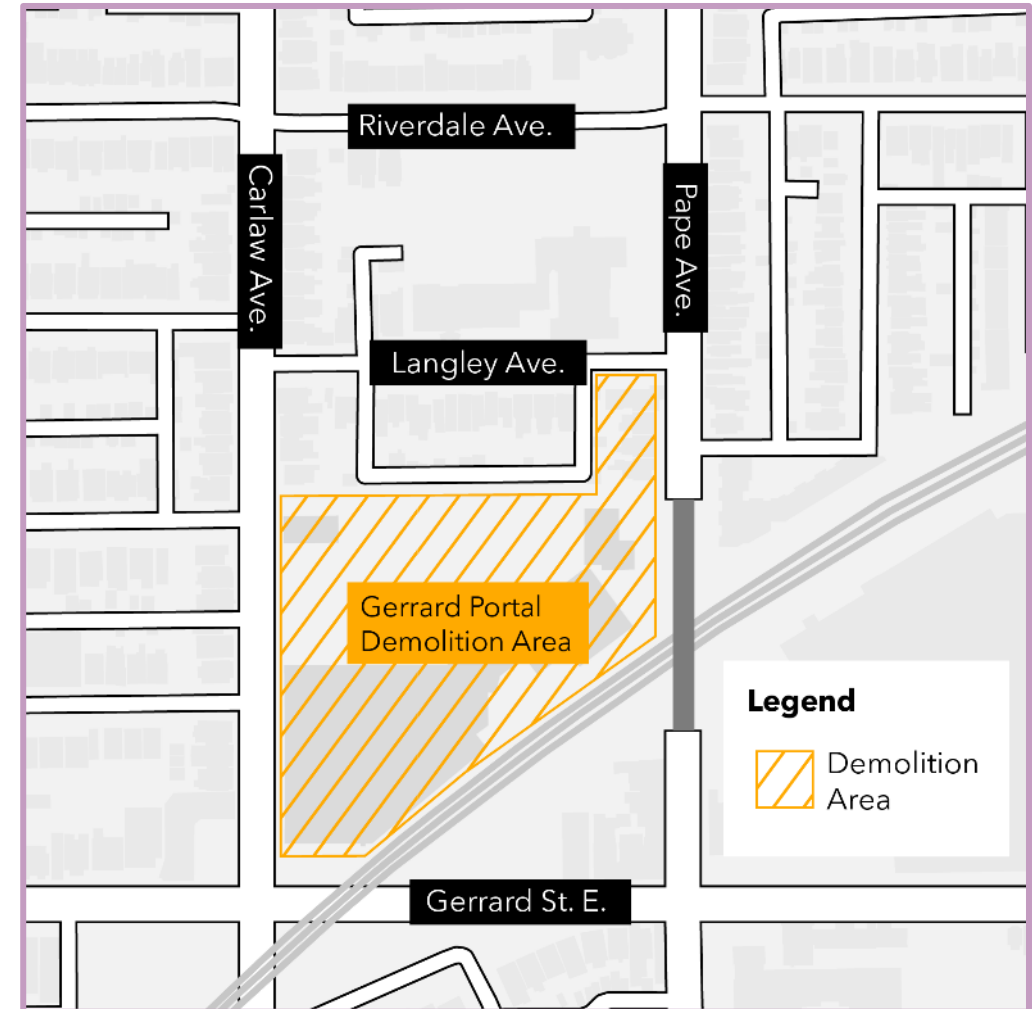 Riverdale Ave.
Carlaw Ave.
Pape Ave.
Langley Ave.
Gerrard Portal
Demolition Area
Legend
Demolition
Area
Gerrard St. E.